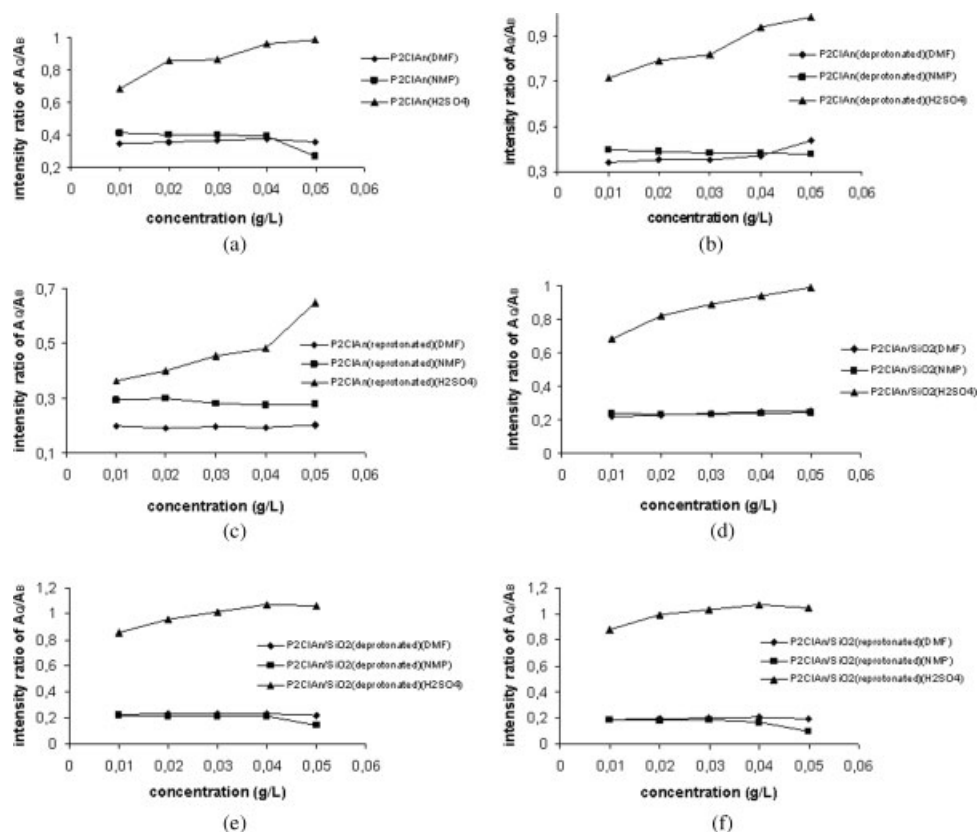 intensity ratio of AQ/AB
1
0,8
0,6
0,4
0,2
0
0,01
0,02
0,03
0,04
0,05
0,06
concentration (g/L)
P2ClAn(DMF)
P2ClAn(NMP)
P2ClAn(H2SO4)
(a)
intensity ratio of AQ/AB
0,9
0,7
0,5
0,3
0
0,01
0,02
0,03
0,04
0,05
0,06
concentration (g/L)
P2ClAn(deprotonated)(DMF)
P2ClAn(deprotonated)(NMP)
P2ClAn(deprotonated)(H2SO4)
(b)
intensity ratio of AQ/AB
0,7
0,5
0,3
0,1
0
0,01
0,02
0,03
0,04
0,05
0,06
concentration (g/L)
P2ClAn(reprotonated)(DMF)
P2ClAn(reprotonated)(NMP)
P2ClAn(reprotonated)(H2SO4)
(c)
intensity ratio of AQ/AB
1
0,8
0,6
0,4
0,2
0
0
0,01
0,02
0,03
0,04
0,05
0,06
concentration (g/L)
P2ClAn/SiO2(DMF)
P2ClAn/SiO2(NMP)
P2ClAn/SiO2(H2SO4)
(d)
intensity ratio of AQ/AB
1,2
1
0,8
0,6
0,4
0,2
0
0
0,01
0,02
0,03
0,04
0,05
0,06
concentration (g/L)
P2ClAn/SiO2(deprotonated)(DMF)
P2ClAn/SiO2(deprotonated)(NMP)
P2ClAn/SiO2(deprotonated)(H2SO4)
(e)
intensity ratio of AQ/AB
1,2
1
0,8
0,6
0,4
0,2
0
0
0,01
0,02
0,03
0,04
0,05
0,06
concentration (g/L)
P2ClAn/SiO2(reprotonated)(DMF)
P2ClAn/SiO2(reprotonated)(NMP)
P2ClAn/SiO2(reprotonated)(H2SO4)
(f)